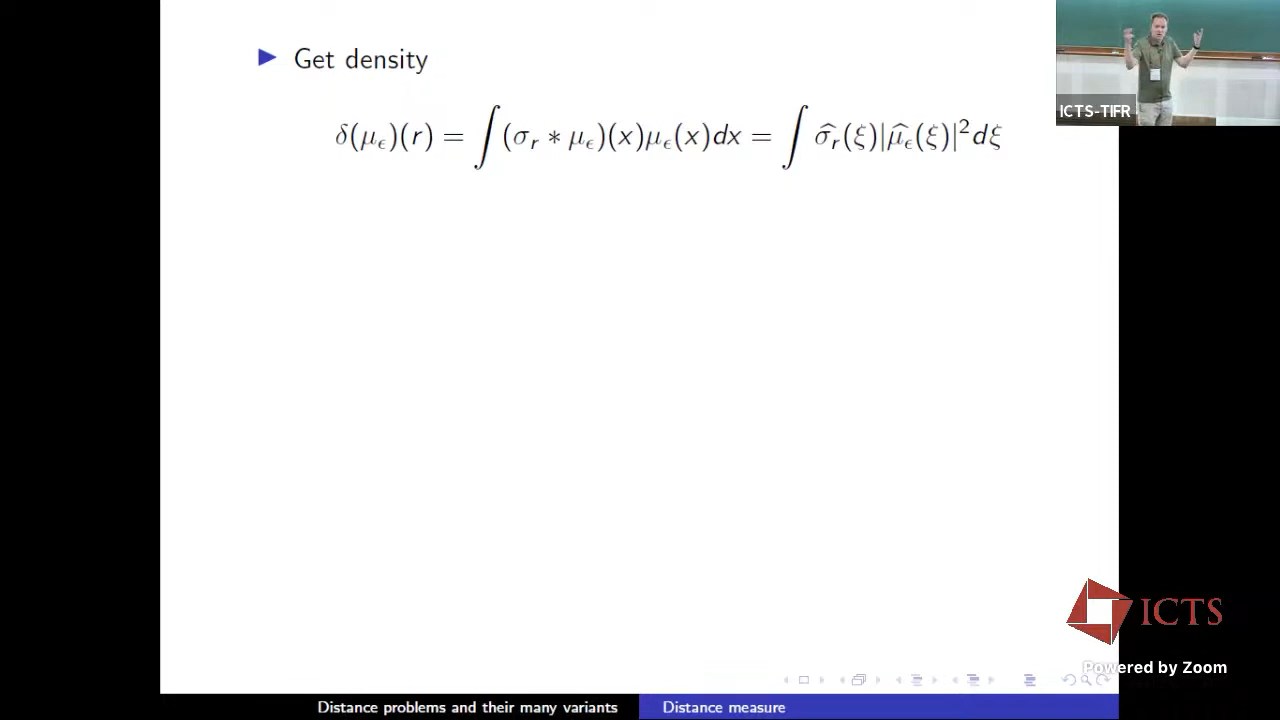 Get density
δ(μ_ϵ)(r) = ∫(σ_r ∗ μ_ϵ)(x)μ_ϵ(x)dx = ∫ σ̂_r(ξ)|μ̂_ϵ(ξ)|²dξ
ICTS-TIFR
ICTS
Powered by Zoom
Distance problems and their many variants
Distance measure